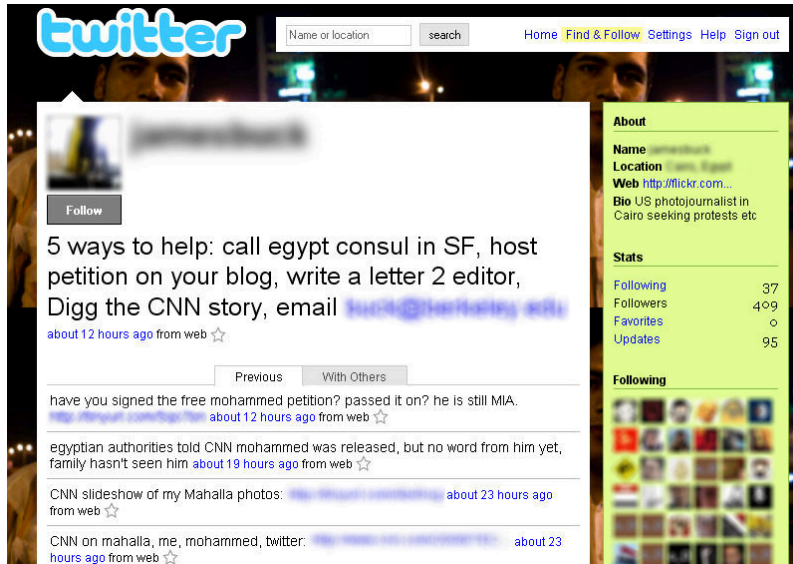 twitter
Name or location
search
Home Find & Follow Settings Help Sign out
Follow
5 ways to help: call egypt consul in SF, host
petition on your blog, write a letter 2 editor,
Digg the CNN story, email
about 12 hours ago from web
Previous
With Others
have you signed the free mohammed petition? passed it on? he is still MIA.
about 12 hours ago from web
egyptian authorities told CNN mohammed was released, but no word from him yet,
family hasn't seen him about 19 hours ago from web
CNN slideshow of my Mahalla photos: about 23 hours ago
from web
CNN on mahalla, me, mohammed, twitter: about 23
hours ago from web
About
Name
Location
Web http://flickr.com...
Bio US photojournalist in
Cairo seeking protests etc
Stats
Following 37
Followers 409
Favorites 0
Updates 95
Following